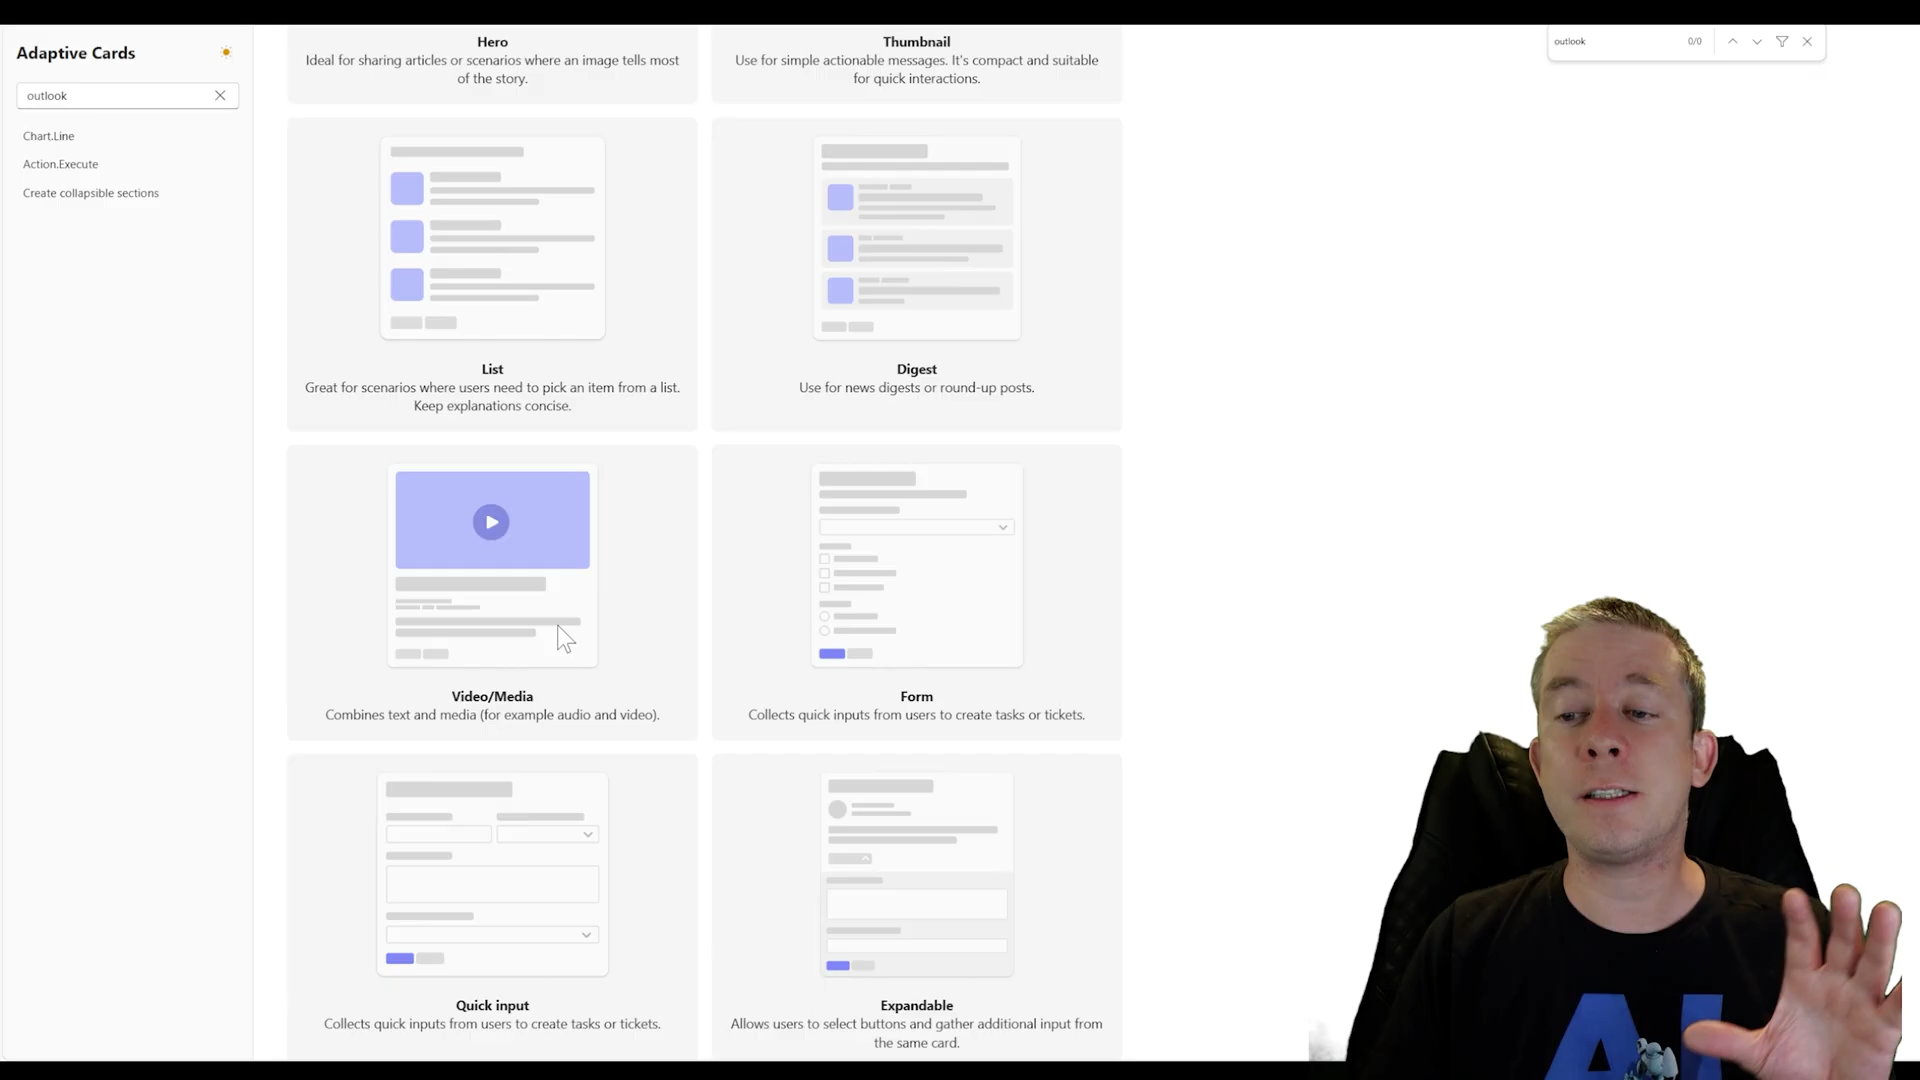 Adaptive Cards
outlook
Chart.Line
Action.Execute
Create collapsible sections
Hero
Ideal for sharing articles or scenarios where an image tells most
of the story.
Thumbnail
Use for simple actionable messages. It's compact and suitable
for quick interactions.
List
Great for scenarios where users need to pick an item from a list.
Keep explanations concise.
Digest
Use for news digests or round-up posts.
Video/Media
Combines text and media (for example audio and video).
Form
Collects quick inputs from users to create tasks or tickets.
Quick input
Collects quick inputs from users to create tasks or tickets.
Expandable
Allows users to select buttons and gather additional input from
the same card.
outlook
0/0
AI